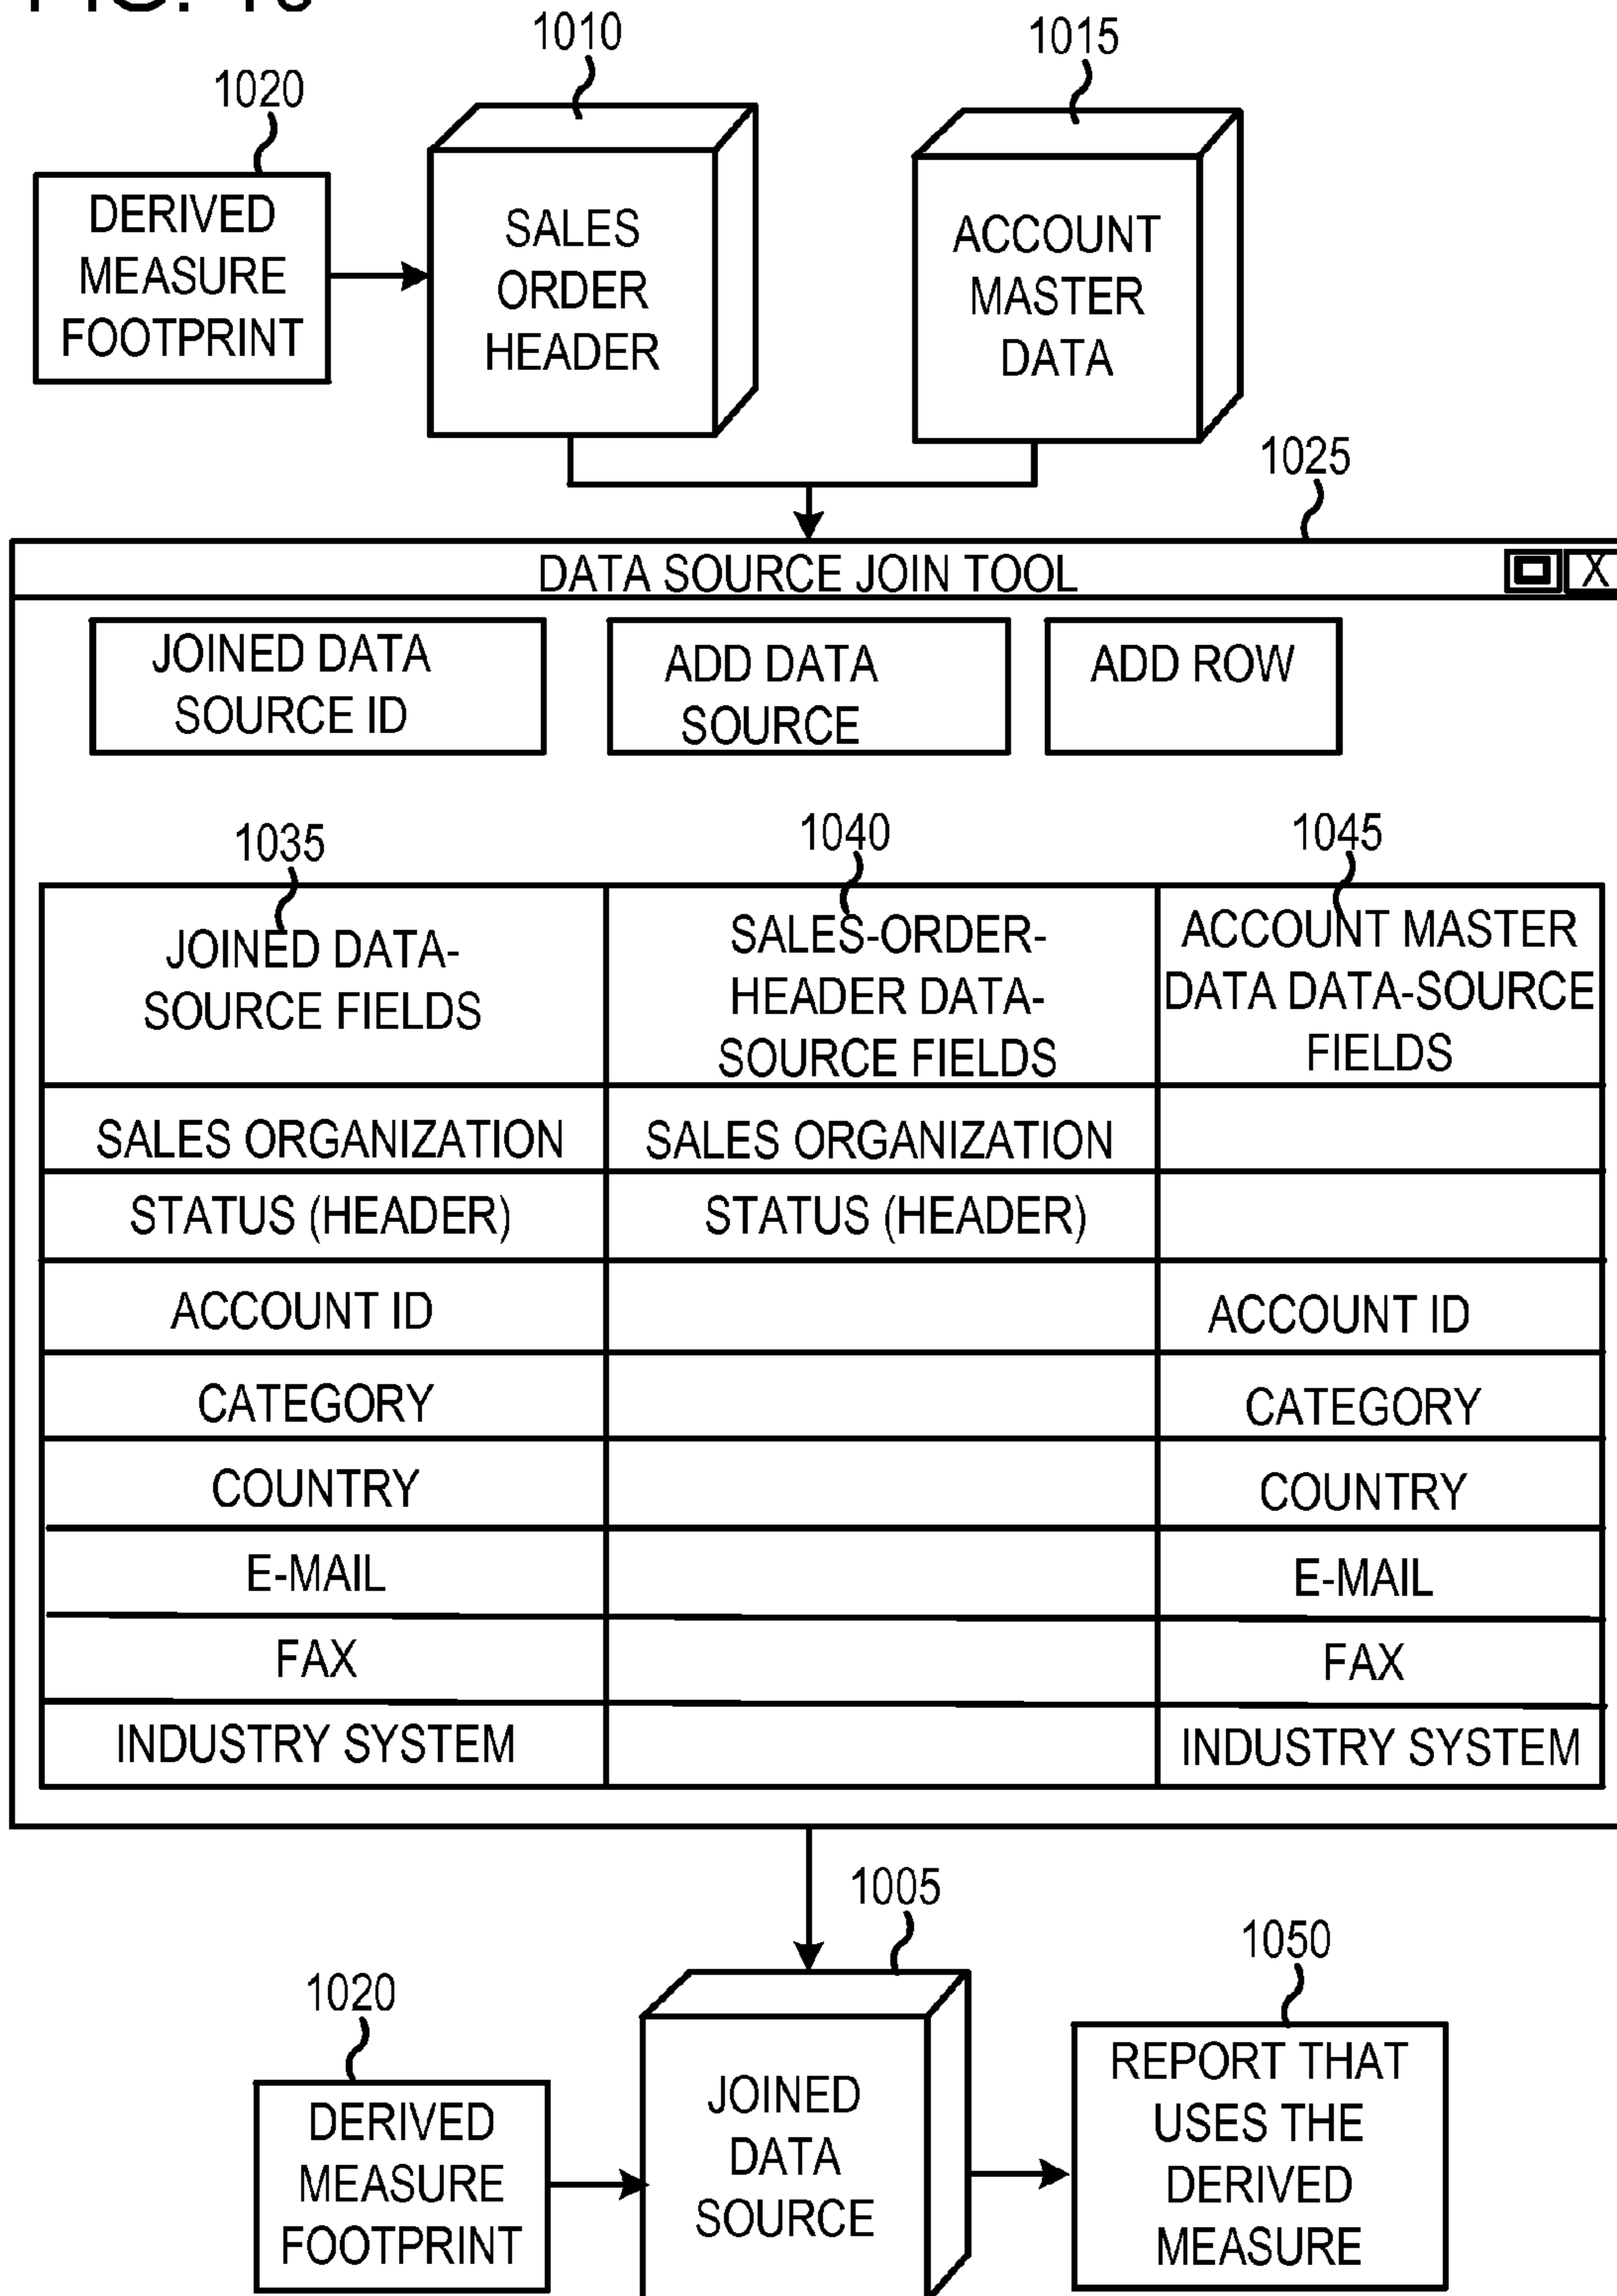 FIG. 10
1010
1015
1020
DERIVED
MEASURE
FOOTPRINT
SALES
ORDER
HEADER
ACCOUNT
MASTER
DATA
1025
DATA SOURCE JOIN TOOL
X
JOINED DATA
SOURCE ID
ADD DATA
SOURCE
ADD ROW
1035
1040
1045
JOINED DATA-
SOURCE FIELDS
SALES-ORDER-
HEADER DATA-
SOURCE FIELDS
ACCOUNT MASTER
DATA DATA-SOURCE
FIELDS
SALES ORGANIZATION
SALES ORGANIZATION
STATUS (HEADER)
STATUS (HEADER)
ACCOUNT ID
ACCOUNT ID
CATEGORY
CATEGORY
COUNTRY
COUNTRY
E-MAIL
E-MAIL
FAX
FAX
INDUSTRY SYSTEM
INDUSTRY SYSTEM
1005
1050
1020
DERIVED
MEASURE
FOOTPRINT
JOINED
DATA
SOURCE
REPORT THAT
USES THE
DERIVED
MEASURE